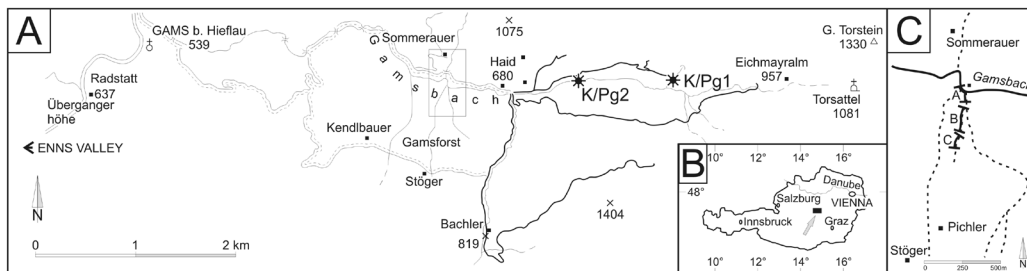 A
GAMS b. Hieflau
539
Radstatt
637
Überganger
höhe
ENNS VALLEY
N
0 1 2 km
Gamsbach
Sommerauer
1075
Haid
680
Kendlbauer
Gamsforst
Stöger
Bachler
819
1404
K/Pg2
K/Pg1
G. Torstein
1330
Eichmayralm
957
Torsattel
1081
B
10° 12° 14° 16°
48°
Danube
Salzburg
VIENNA
Innsbruck
Graz
10° 12° 14° 16°
C
Sommerauer
Gamsbach
A
B
C
Pichler
Stöger
0 250 500m
N